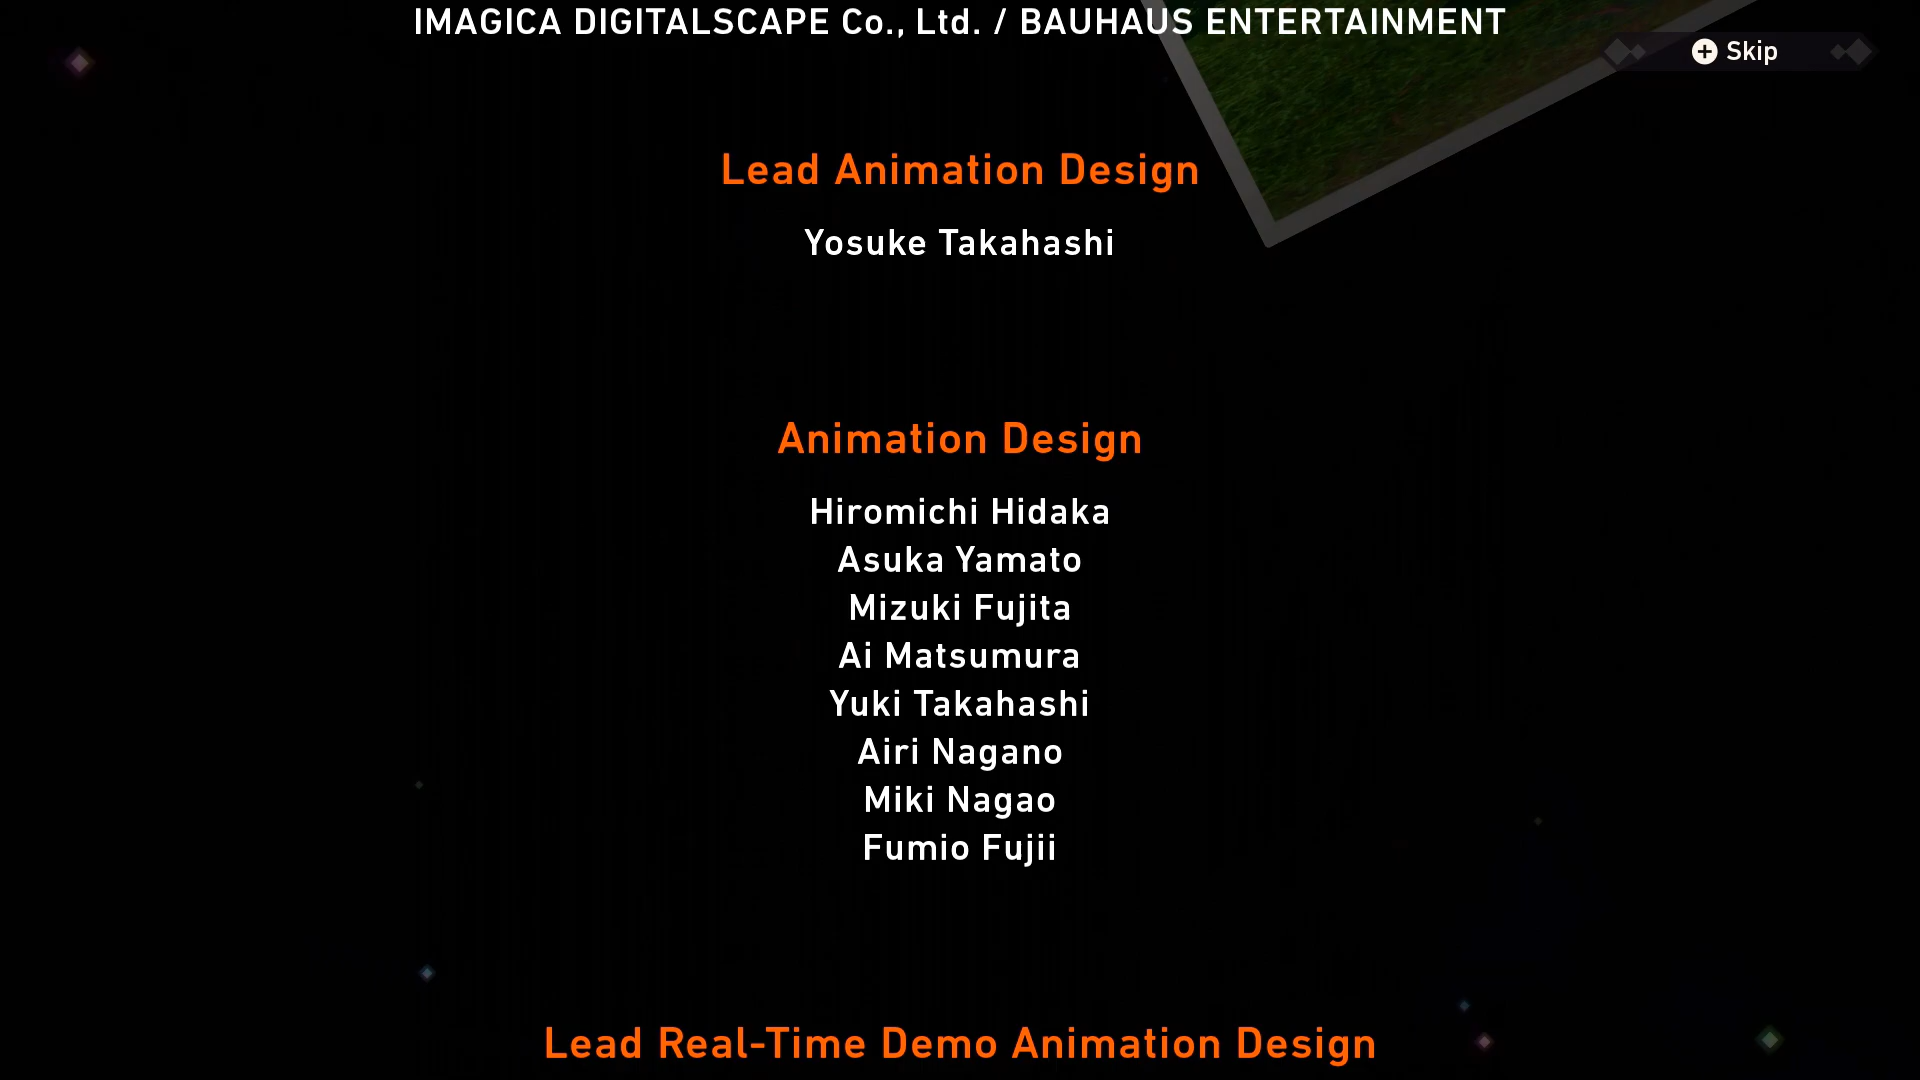 IMAGICA DIGITALSCAPE Co., Ltd. / BAUHAUS ENTERTAINMENT
Skip
Lead Animation Design
Yosuke Takahashi
Animation Design
Hiromichi Hidaka
Asuka Yamato
Mizuki Fujita
Ai Matsumura
Yuki Takahashi
Airi Nagano
Miki Nagao
Fumio Fujii
Lead Real-Time Demo Animation Design